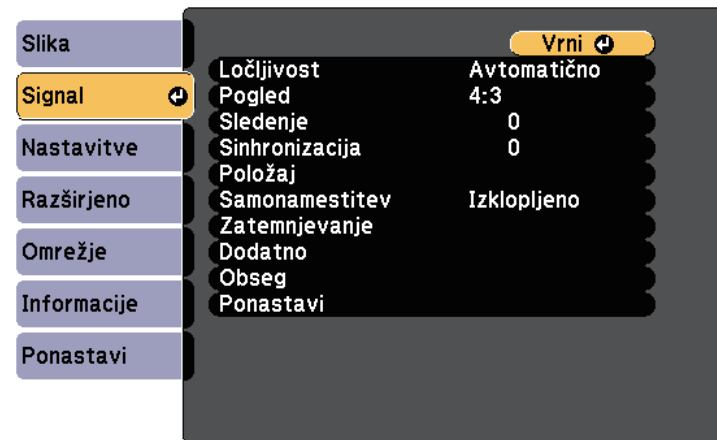 Slika
Signal
Nastavitve
Razširjeno
Omrežje
Informacije
Ponastavi
Vrni
Ločljivost Avtomatično
Pogled 4:3
Sledenje 0
Sinhronizacija 0
Položaj
Samonamestitev Izklopljeno
Zatemnjevanje
Dodatno
Obseg
Ponastavi